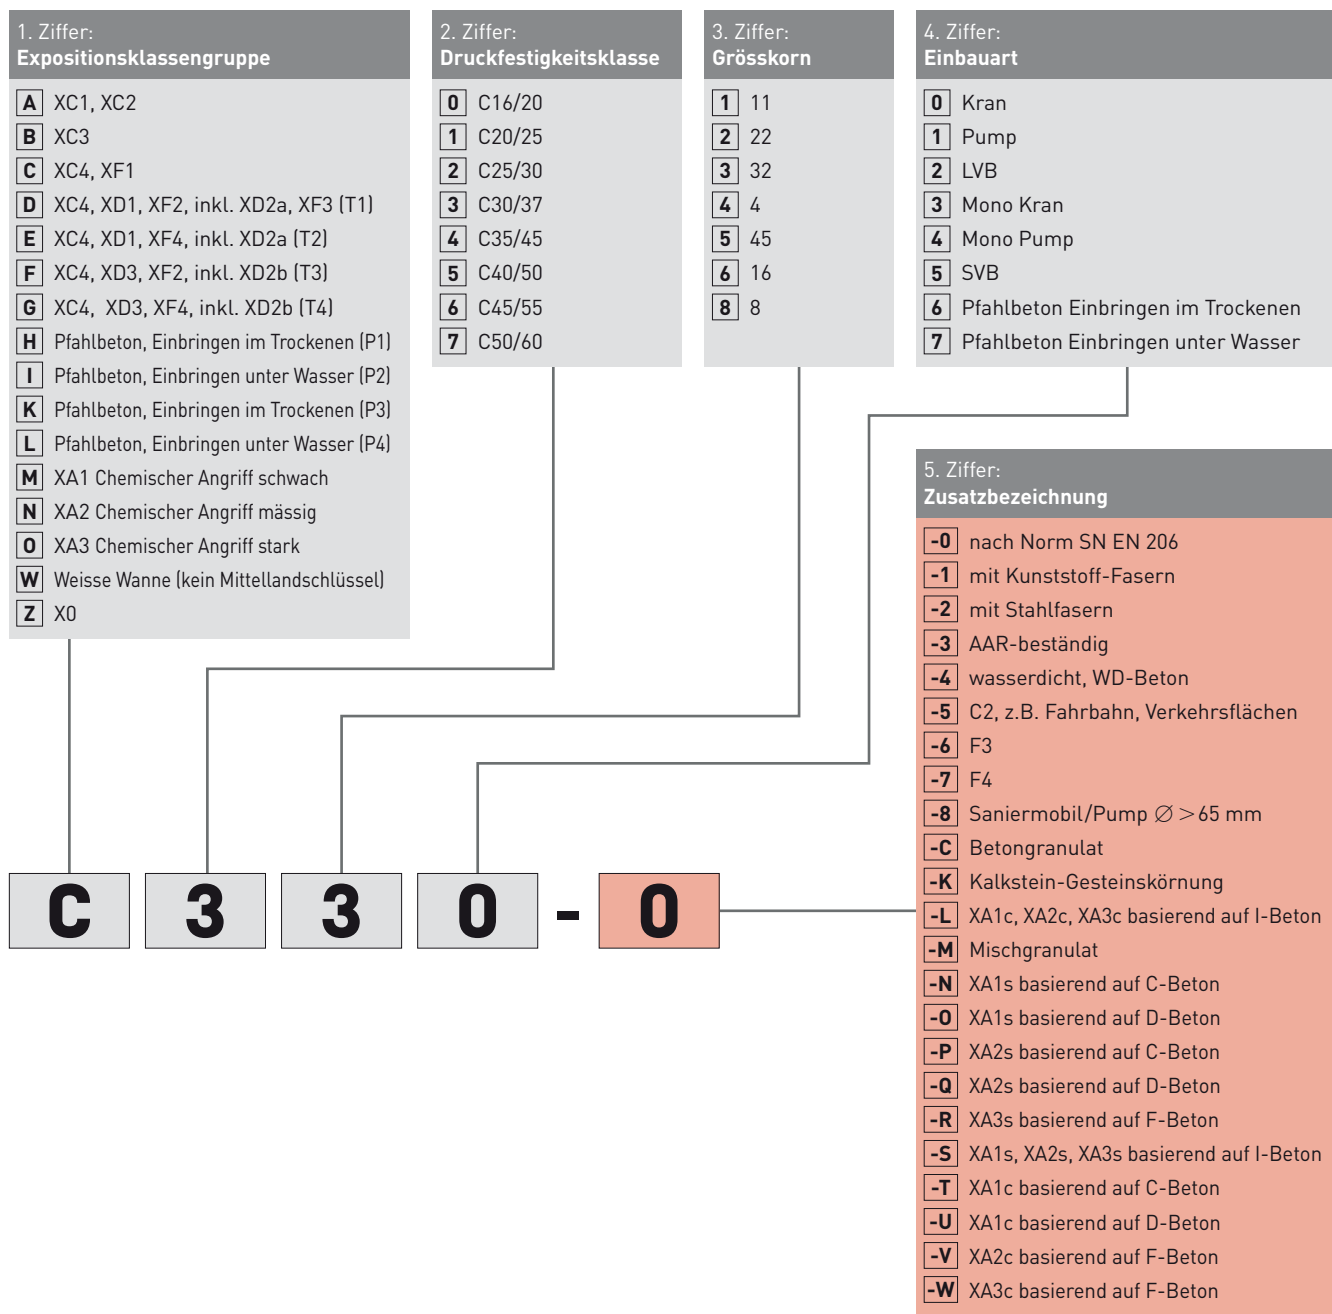 1. Ziffer:
Expositionsklassengruppe
A XC1, XC2
B XC3
C XC4, XF1
D XC4, XD1, XF2, inkl. XD2a, XF3 (T1)
E XC4, XD1, XF4, inkl. XD2a (T2)
F XC4, XD3, XF2, inkl. XD2b (T3)
G XC4, XD3, XF4, inkl. XD2b (T4)
H Pfahlbeton, Einbringen im Trockenen (P1)
I Pfahlbeton, Einbringen unter Wasser (P2)
K Pfahlbeton, Einbringen im Trockenen (P3)
L Pfahlbeton, Einbringen unter Wasser (P4)
M XA1 Chemischer Angriff schwach
N XA2 Chemischer Angriff mässig
O XA3 Chemischer Angriff stark
W Weisse Wanne (kein Mittellandschlüssel)
Z X0
2. Ziffer:
Druckfestigkeitsklasse
0 C16/20
1 C20/25
2 C25/30
3 C30/37
4 C35/45
5 C40/50
6 C45/55
7 C50/60
3. Ziffer:
Grösskorn
1 11
2 22
3 32
4 4
5 45
6 16
8 8
4. Ziffer:
Einbauart
0 Kran
1 Pump
2 LVB
3 Mono Kran
4 Mono Pump
5 SVB
6 Pfahlbeton Einbringen im Trockenen
7 Pfahlbeton Einbringen unter Wasser
5. Ziffer:
Zusatzbezeichnung
-0 nach Norm SN EN 206
-1 mit Kunststoff-Fasern
-2 mit Stahlfasern
-3 AAR-beständig
-4 wasserdicht, WD-Beton
-5 C2, z.B. Fahrbahn, Verkehrsflächen
-6 F3
-7 F4
-8 Saniermobil/Pump ∅ > 65 mm
-C Betongranulat
-K Kalkstein-Gesteinskörnung
-L XA1c, XA2c, XA3c basierend auf I-Beton
-M Mischgranulat
-N XA1s basierend auf C-Beton
-O XA1s basierend auf D-Beton
-P XA2s basierend auf C-Beton
-Q XA2s basierend auf D-Beton
-R XA3s basierend auf F-Beton
-S XA1s, XA2s, XA3s basierend auf I-Beton
-T XA1c basierend auf C-Beton
-U XA1c basierend auf D-Beton
-V XA2c basierend auf F-Beton
-W XA3c basierend auf F-Beton
C 3 3 0 - 0